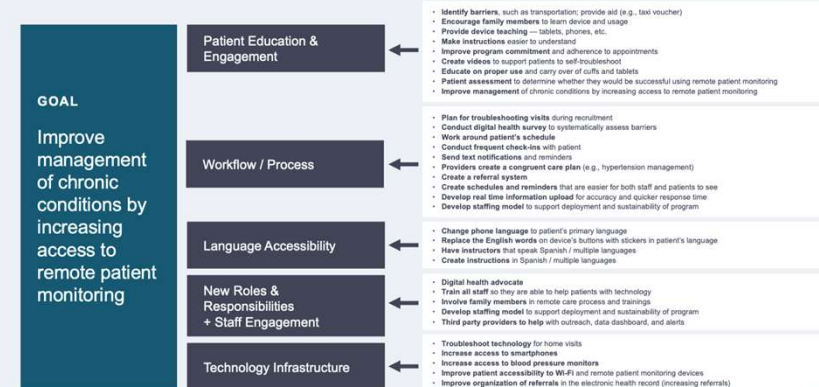 GOAL
Improve
management
of chronic
conditions by
increasing
access to
remote patient
monitoring
Patient Education &
Engagement
• Identify barriers, such as transportation; provide aid (e.g., taxi voucher)
• Encourage family members to learn device and usage
• Provide device teaching — tablets, phones, etc.
• Make instructions easier to understand
• Improve program commitment and adherence to appointments
• Create videos to support patients to self-troubleshoot
• Educate on proper use and carry over of cuffs and tablets
• Patient assessment to determine whether they would be successful using remote patient monitoring
• Improve management of chronic conditions by increasing access to remote patient monitoring
Workflow / Process
• Plan for troubleshooting visits during recruitment
• Conduct digital health survey to systematically assess barriers
• Work around patient's schedule
• Conduct frequent check-ins with patient
• Send text notifications and reminders
• Providers create a congruent care plan (e.g., hypertension management)
• Create a referral system
• Create schedules and reminders that are easier for both staff and patients to see
• Develop real time information upload for accuracy and quicker response time
• Develop staffing model to support deployment and sustainability of program
Language Accessibility
• Change phone language to patient's primary language
• Replace the English words on device's buttons with stickers in patient's language
• Have instructors that speak Spanish / multiple languages
• Create instructions in Spanish / multiple languages
New Roles &
Responsibilities
+ Staff Engagement
• Digital health advocate
• Train all staff so they are able to help patients with technology
• Involve family members in remote care process and trainings
• Develop staffing model to support deployment and sustainability of program
• Third party providers to help with outreach, data dashboard, and alerts
Technology Infrastructure
• Troubleshoot technology for home visits
• Increase access to smartphones
• Increase access to blood pressure monitors
• Improve patient accessibility to Wi-Fi and remote patient monitoring devices
• Improve organization of referrals in the electronic health record (increasing referrals)